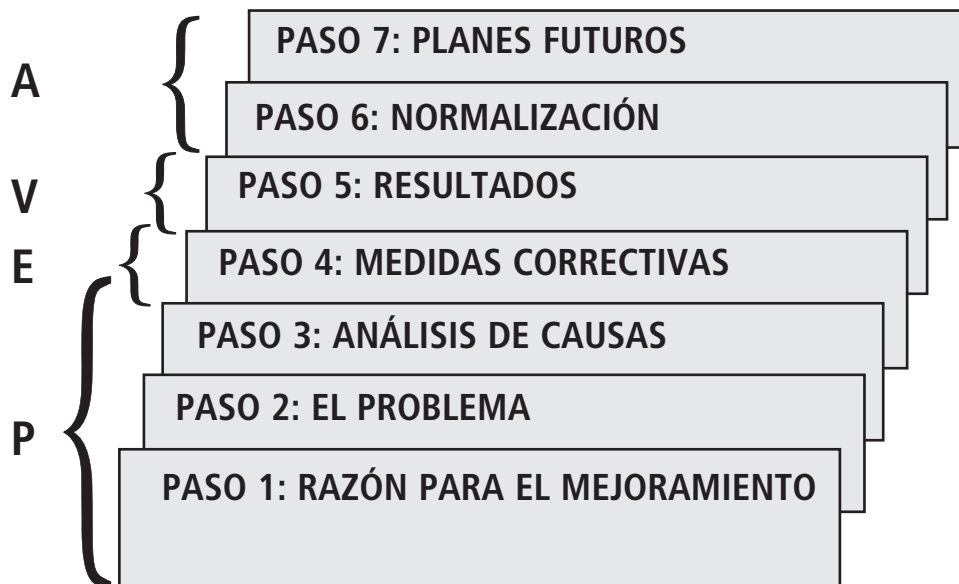 A
PASO 7: PLANES FUTUROS
PASO 6: NORMALIZACIÓN
V
PASO 5: RESULTADOS
E
PASO 4: MEDIDAS CORRECTIVAS
PASO 3: ANÁLISIS DE CAUSAS
P
PASO 2: EL PROBLEMA
PASO 1: RAZÓN PARA EL MEJORAMIENTO